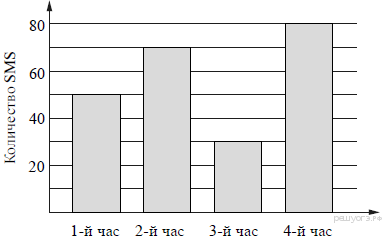 Количество SMS
80
60
40
20
1-й час 2-й час 3-й час 4-й час
решуогэ.рф